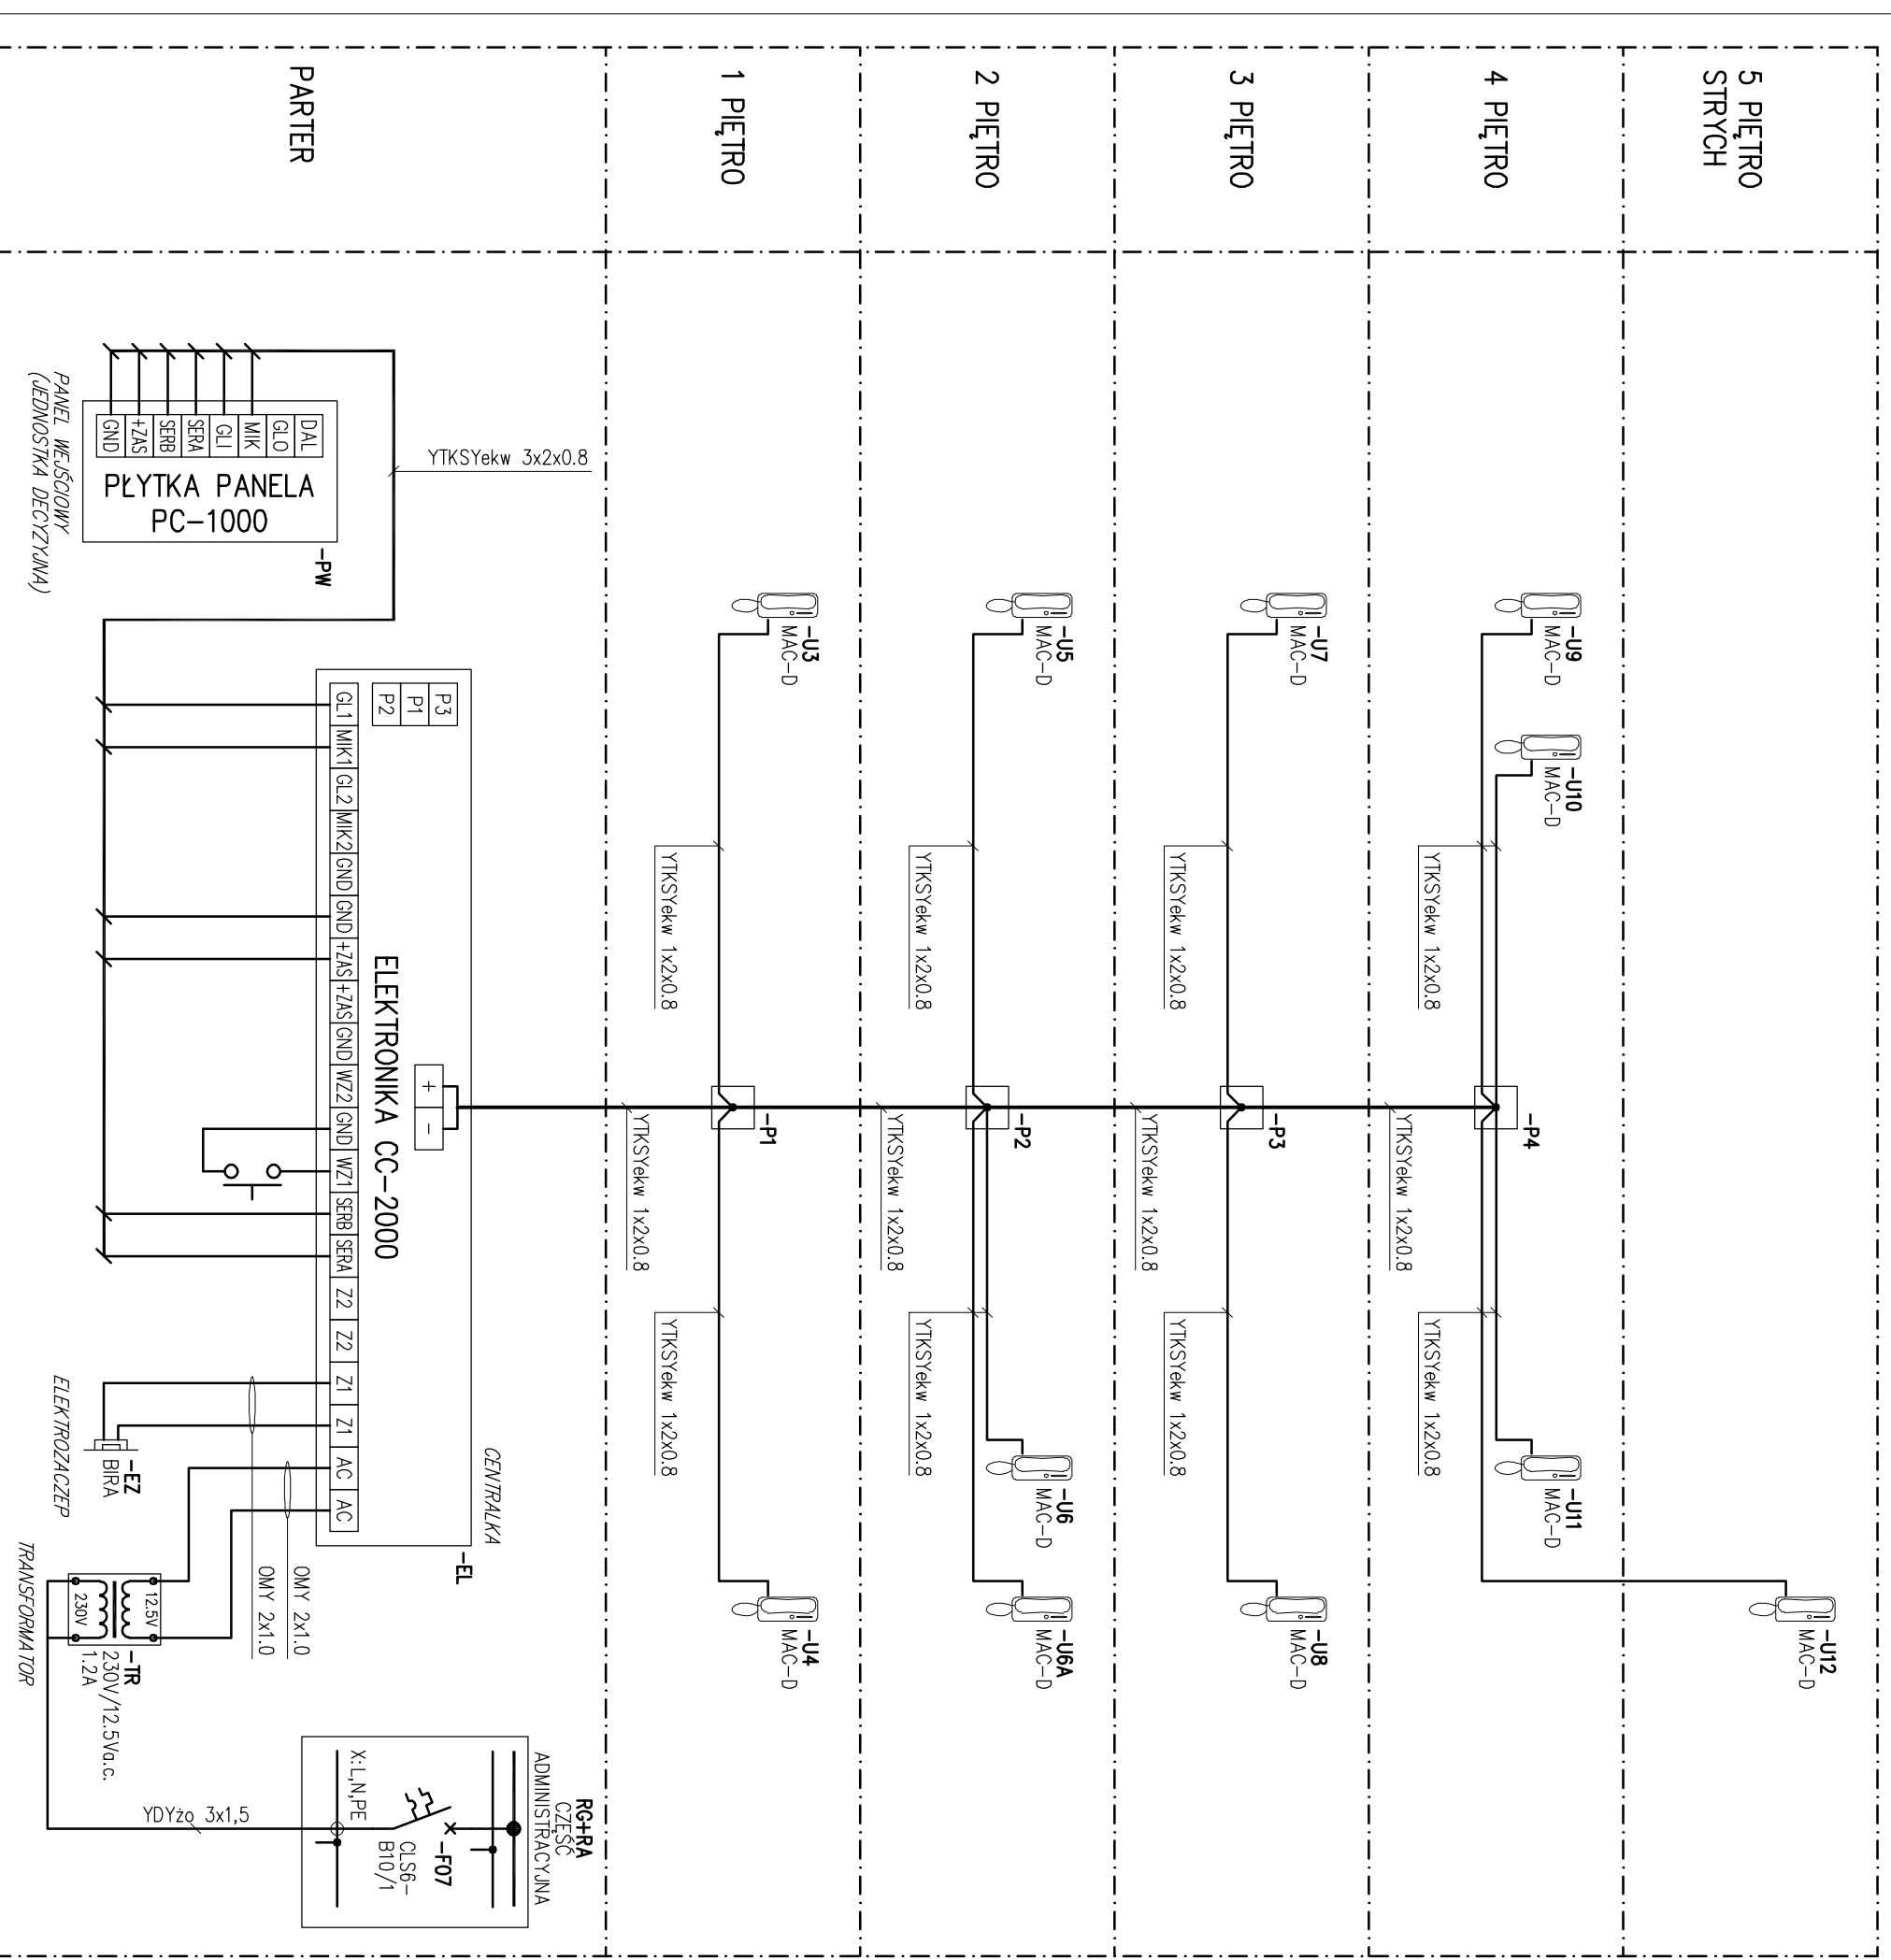 5 PIĘTRO
STRYCH
-U12
MAC-D
4 PIĘTRO
-U9
MAC-D
-U10
MAC-D
YTKSYekw 1x2x0.8
-P4
YTKSYekw 1x2x0.8
YTKSYekw 1x2x0.8
-U11
MAC-D
3 PIĘTRO
-U7
MAC-D
YTKSYekw 1x2x0.8
-P3
YTKSYekw 1x2x0.8
YTKSYekw 1x2x0.8
-U8
MAC-D
2 PIĘTRO
-U5
MAC-D
YTKSYekw 1x2x0.8
-P2
YTKSYekw 1x2x0.8
YTKSYekw 1x2x0.8
-U6
MAC-D
-U6A
MAC-D
1 PIĘTRO
-U3
MAC-D
YTKSYekw 1x2x0.8
-P1
YTKSYekw 1x2x0.8
YTKSYekw 1x2x0.8
-U4
MAC-D
PARTER
YTKSYekw 3x2x0.8
DAL
GLO
MIK
GLI
SERA
SERB
+ZAS
GND
PŁYTKA PANELA
PC-1000
-PW
PANEL WEJŚCIOWY
(JEDNOSTKA DECYZYJNA)
P3
P1
P2
+ -
ELEKTRONIKA CC-2000
CENTRALKA
-EL
GL1 MIK1 GL2 MIK2 GND GND +ZAS +ZAS GND WZ2 GND WZ1 SERB SERA Z2 Z2 Z1 Z1 AC AC
OMY 2x1.0
OMY 2x1.0
-EZ
BIRA
ELEKTROZACZEP
12.5V
230V
-TR
230V/12.5Va.c.
1.2A
TRANSFORMATOR
RG+RA
CZĘŚĆ
ADMINISTRACYJNA
-F07
CLS6-
B10/1
X:L,N,PE
YDYżo 3x1,5